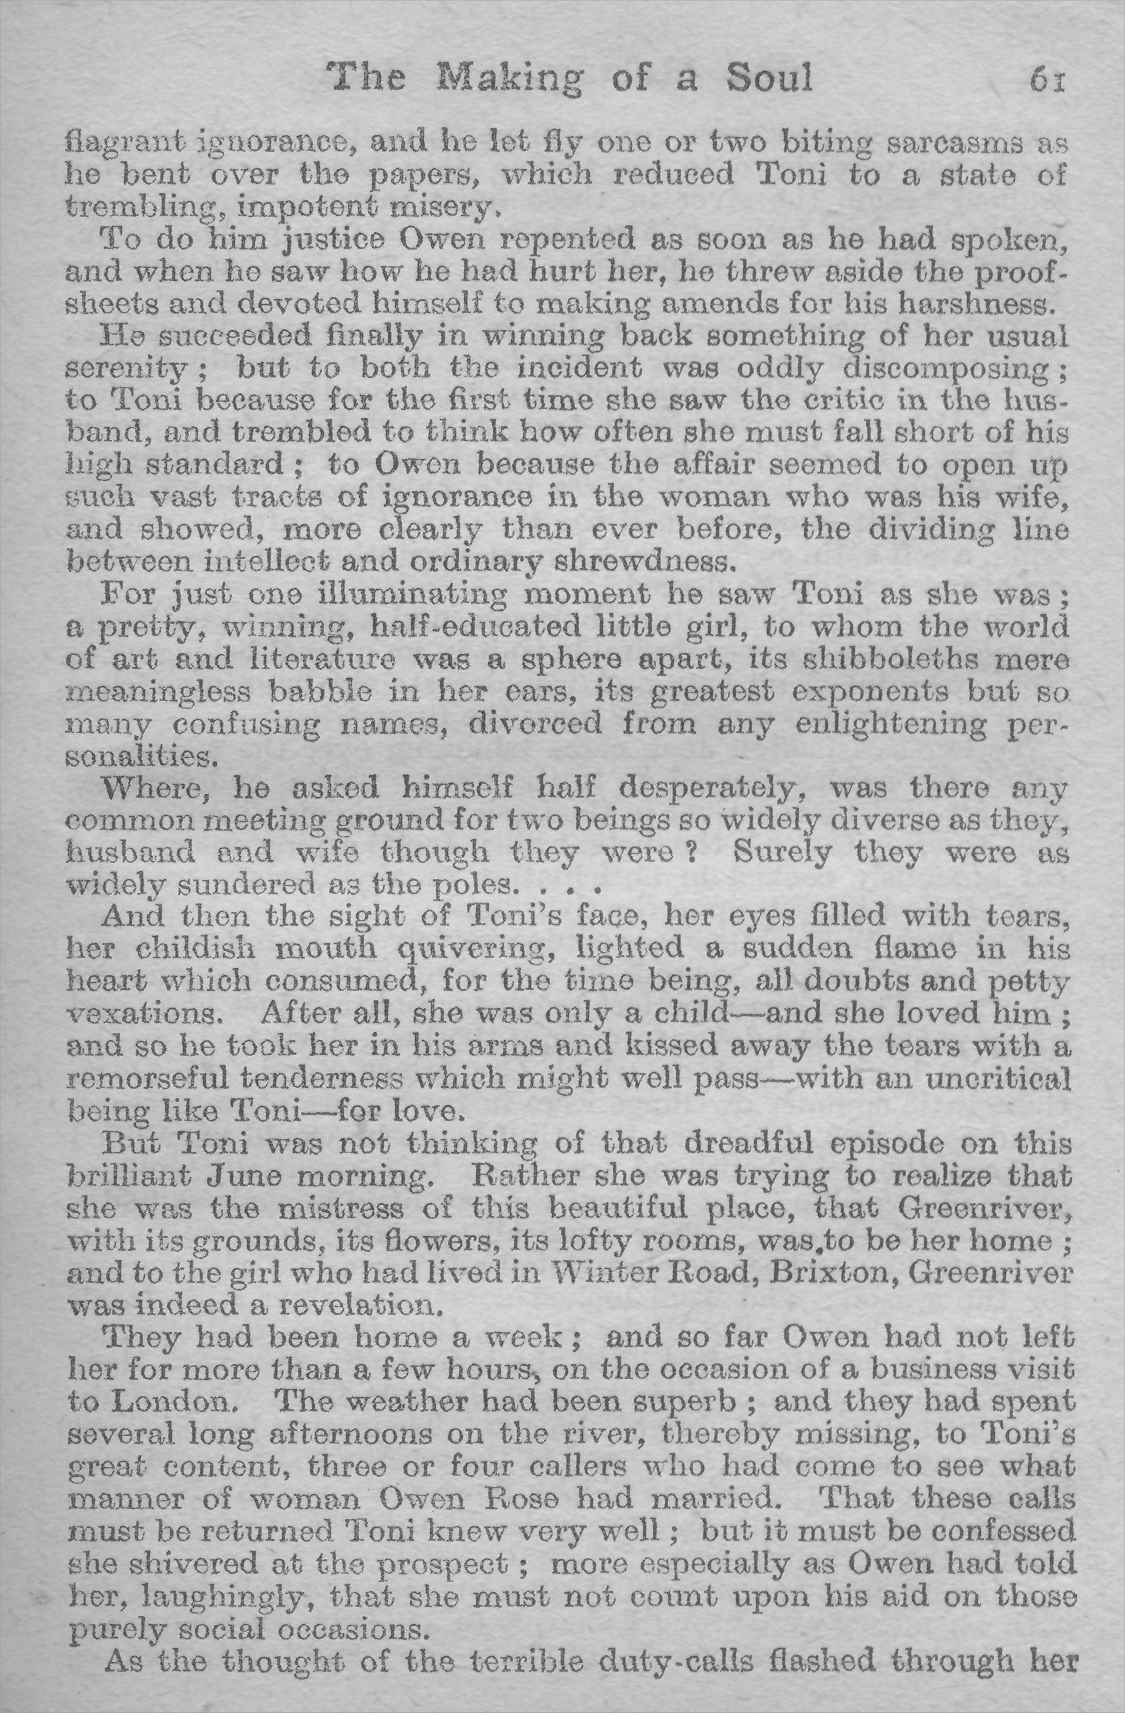 The Making of a Soul 61
flagrant ignorance, and he let fly one or two biting sarcasms as
he bent over the papers, which reduced Toni to a state of
trembling, impotent misery.
To do him justice Owen repented as soon as he had spoken,
and when he saw how he had hurt her, he threw aside the proof-
sheets and devoted himself to making amends for his harshness.
He succeeded finally in winning back something of her usual
serenity ; but to both the incident was oddly discomposing ;
to Toni because for the first time she saw the critic in the hus-
band, and trembled to think how often she must fall short of his
high standard ; to Owen because the affair seemed to open up
such vast tracts of ignorance in the woman who was his wife,
and showed, more clearly than ever before, the dividing line
between intellect and ordinary shrewdness.
For just one illuminating moment he saw Toni as she was ;
a pretty, winning, half-educated little girl, to whom the world
of art and literature was a sphere apart, its shibboleths mere
meaningless babble in her ears, its greatest exponents but so
many confusing names, divorced from any enlightening per-
sonalities.
Where, he asked himself half desperately, was there any
common meeting ground for two beings so widely diverse as they,
husband and wife though they were ? Surely they were as
widely sundered as the poles. . . .
And then the sight of Toni's face, her eyes filled with tears,
her childish mouth quivering, lighted a sudden flame in his
heart which consumed, for the time being, all doubts and petty
vexations. After all, she was only a child—and she loved him ;
and so he took her in his arms and kissed away the tears with a
remorseful tenderness which might well pass—with an uncritical
being like Toni—for love.
But Toni was not thinking of that dreadful episode on this
brilliant June morning. Rather she was trying to realize that
she was the mistress of this beautiful place, that Greenriver,
with its grounds, its flowers, its lofty rooms, was to be her home ;
and to the girl who had lived in Winter Road, Brixton, Greenriver
was indeed a revelation.
They had been home a week ; and so far Owen had not left
her for more than a few hours, on the occasion of a business visit
to London. The weather had been superb ; and they had spent
several long afternoons on the river, thereby missing, to Toni's
great content, three or four callers who had come to see what
manner of woman Owen Rose had married. That these calls
must be returned Toni knew very well ; but it must be confessed
she shivered at the prospect ; more especially as Owen had told
her, laughingly, that she must not count upon his aid on those
purely social occasions.
As the thought of the terrible duty-calls flashed through her